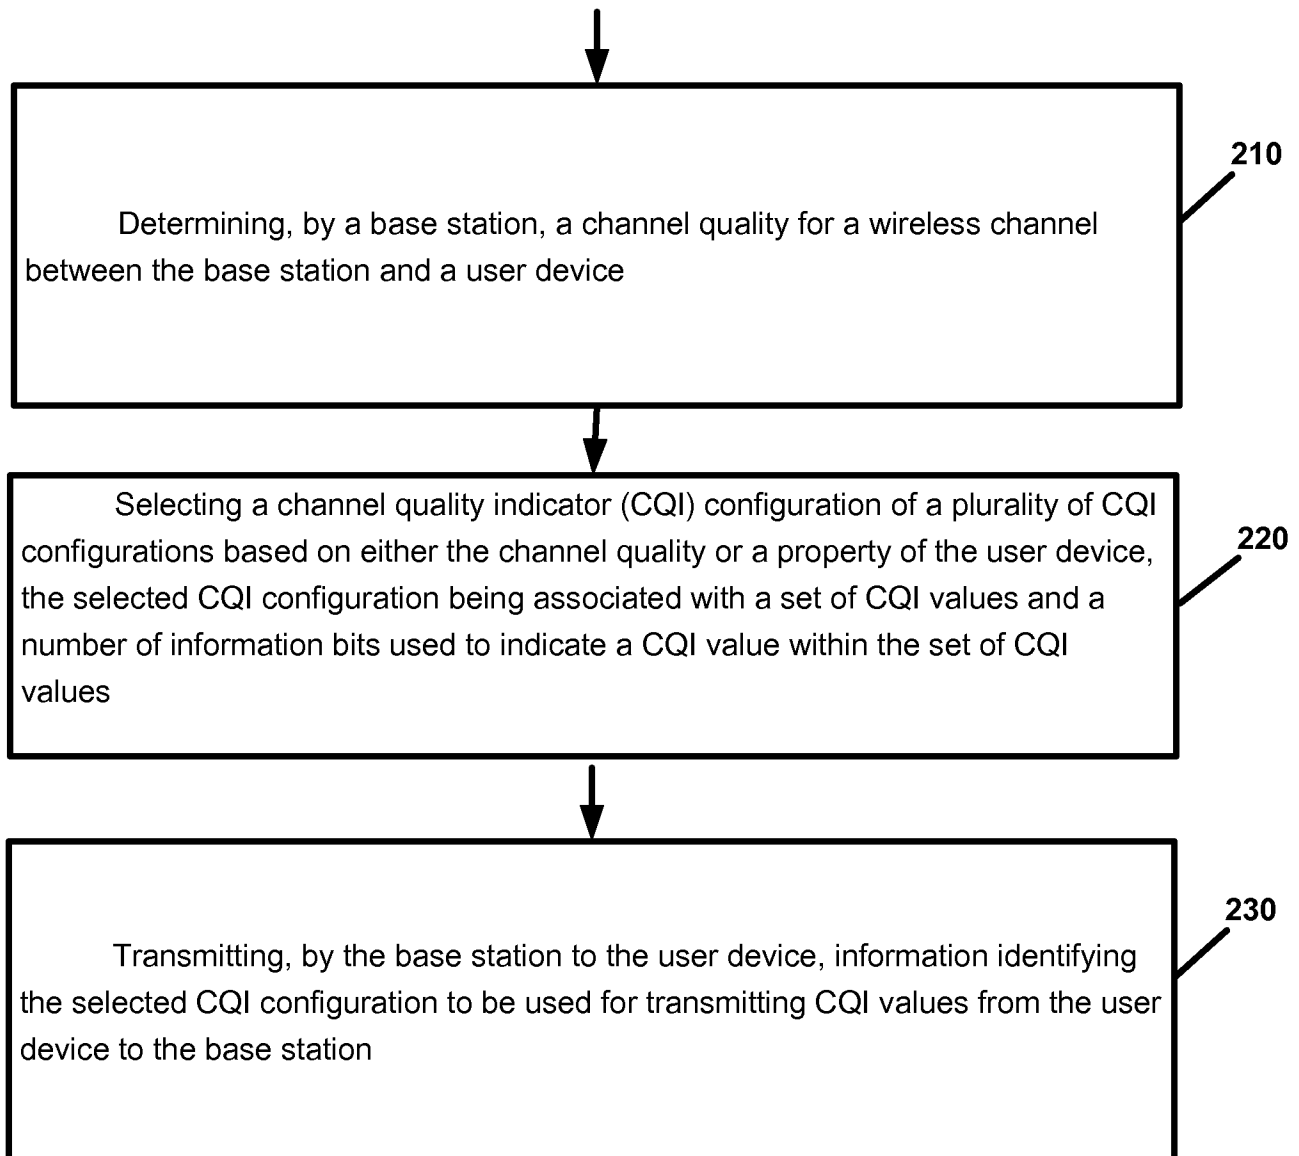 210
Determining, by a base station, a channel quality for a wireless channel
between the base station and a user device
Selecting a channel quality indicator (CQI) configuration of a plurality of CQI
configurations based on either the channel quality or a property of the user device,
the selected CQI configuration being associated with a set of CQI values and a
number of information bits used to indicate a CQI value within the set of CQI
values
220
Transmitting, by the base station to the user device, information identifying
the selected CQI configuration to be used for transmitting CQI values from the user
device to the base station
230